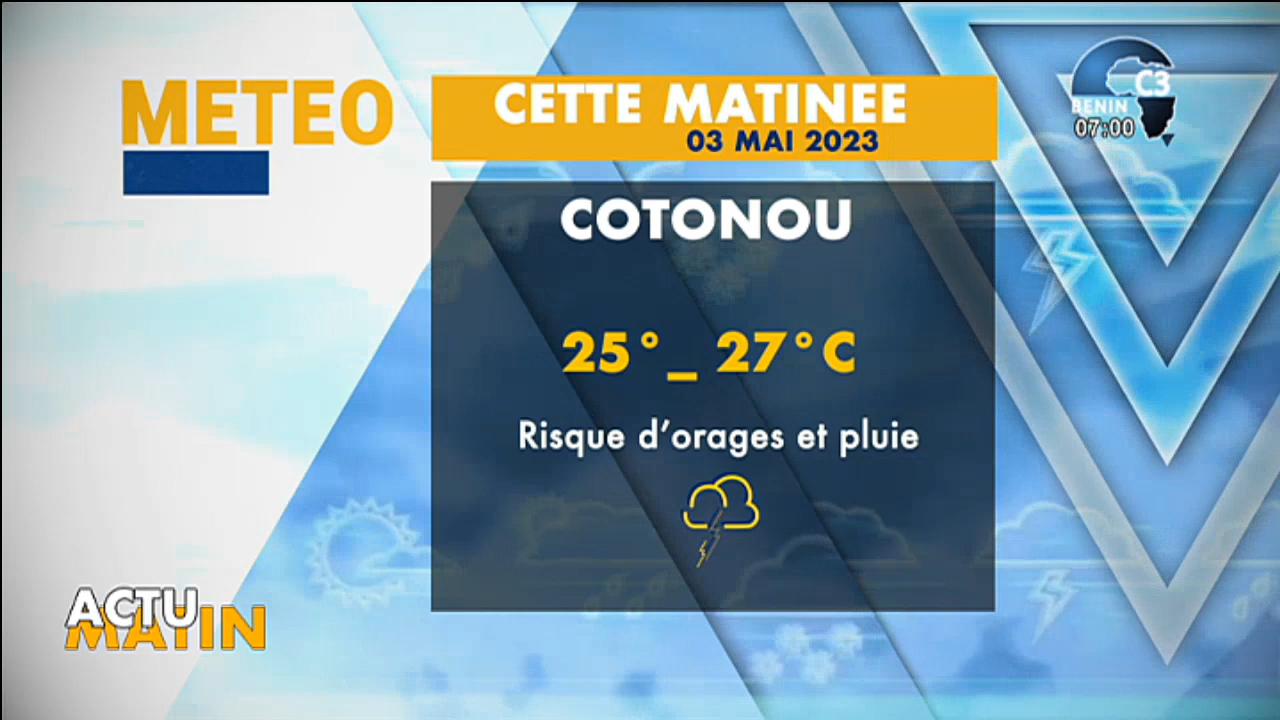 METEO
CETTE MATINEE
03 MAI 2023
C3
BENIN
07:00
COTONOU
25°_ 27°C
Risque d’orages et pluie
ACTU
MATIN